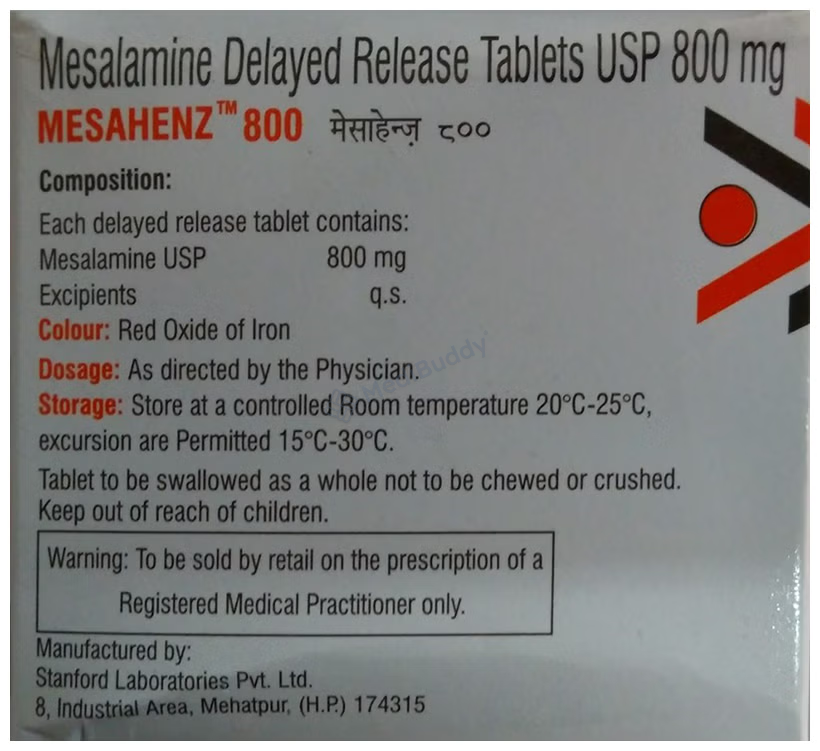 Mesalamine Delayed Release Tablets USP 800 mg
MESAHENZ™ 800 मेसाहेन्ज़ ८००
Composition:
Each delayed release tablet contains:
Mesalamine USP 800 mg
Excipients q.s.
Colour: Red Oxide of Iron
Dosage: As directed by the Physician.
MediBuddy
Storage: Store at a controlled Room temperature 20°C-25°C,
excursion are Permitted 15°C-30°C.
Tablet to be swallowed as a whole not to be chewed or crushed.
Keep out of reach of children.
Warning: To be sold by retail on the prescription of a
Registered Medical Practitioner only.
Manufactured by:
Stanford Laboratories Pvt. Ltd.
8, Industrial Area, Mehatpur, (H.P.) 174315